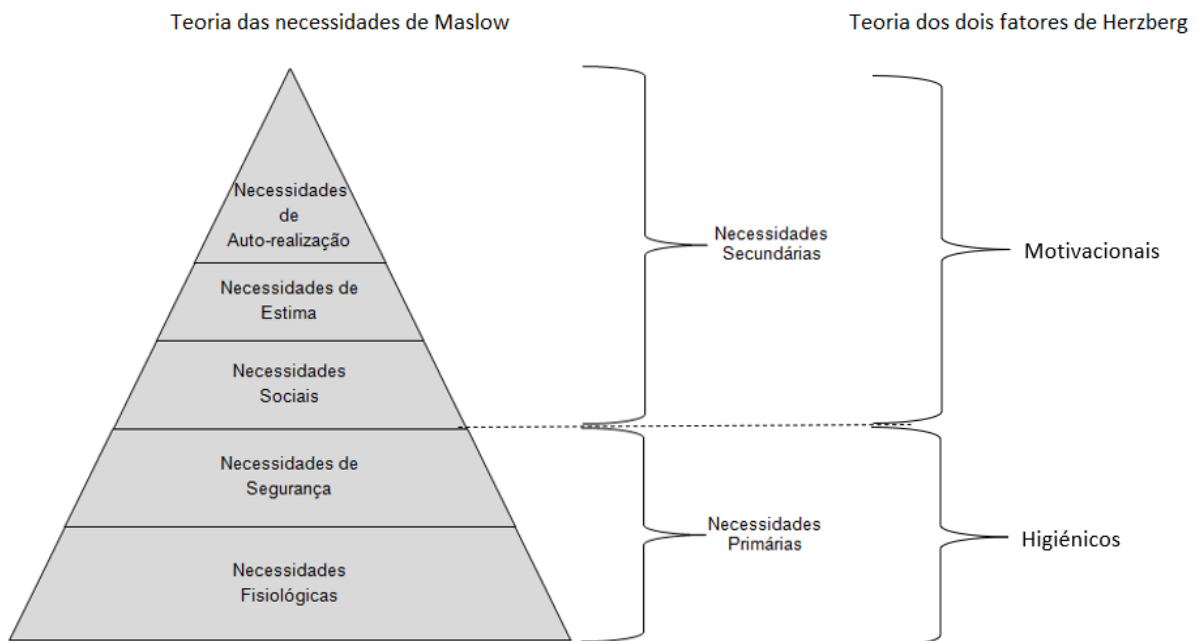 Teoria das necessidades de Maslow
Teoria dos dois fatores de Herzberg
Necessidades
de
Auto-realização
Necessidades de
Estima
Necessidades
Sociais
Necessidades de
Segurança
Necessidades
Fisiológicas
Necessidades
Secundárias
Necessidades
Primárias
Motivacionais
Higiénicos